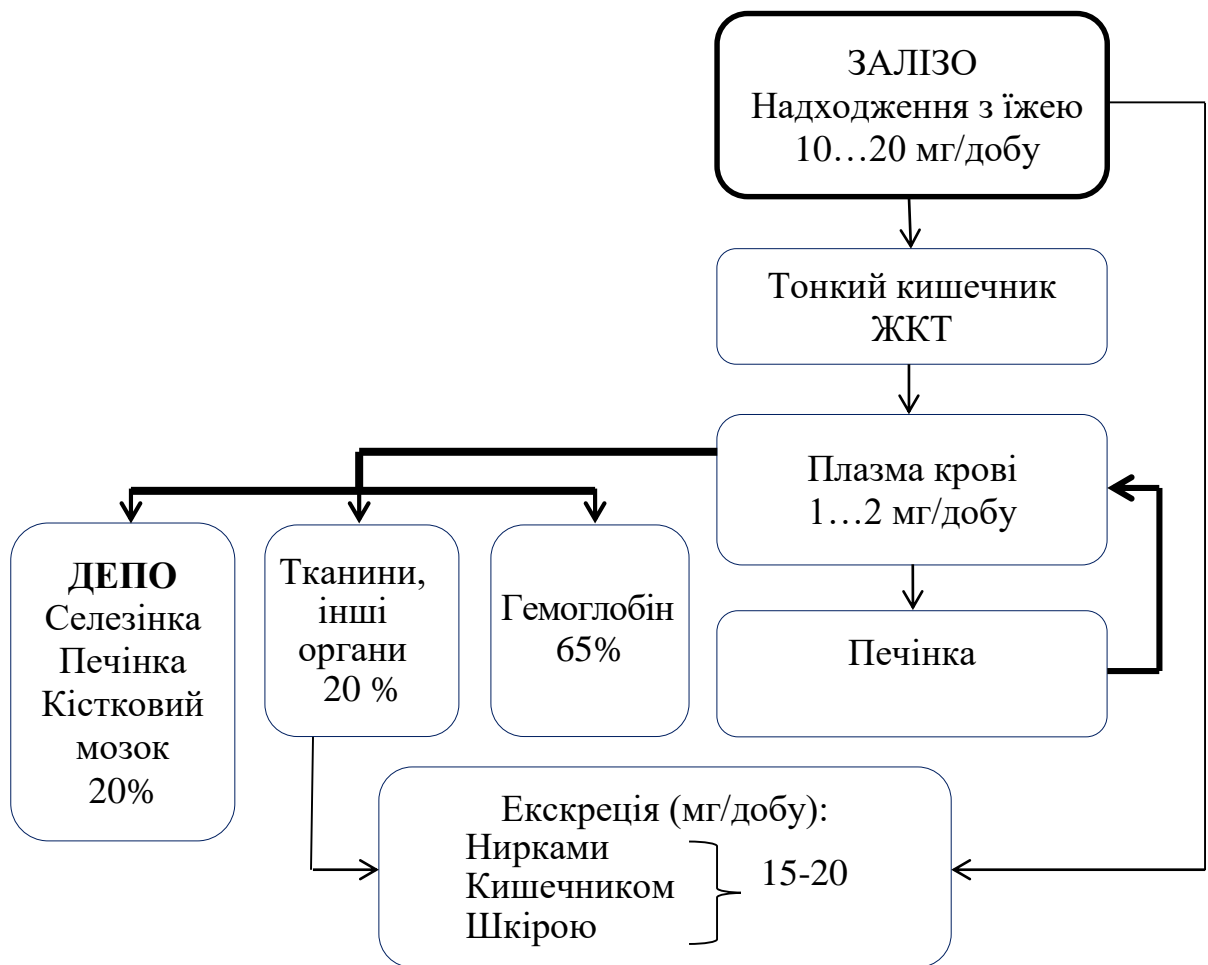 ЗАЛІЗО
Надходження з їжею
10…20 мг/добу
Тонкий кишечник
ЖКТ
Плазма крові
1…2 мг/добу
ДЕПО
Селезінка
Печінка
Кістковий
мозок
20%
Тканини,
інші
органи
20 %
Гемоглобін
65%
Печінка
Екскреція (мг/добу):
Нирками
Кишечником
Шкірою
15-20